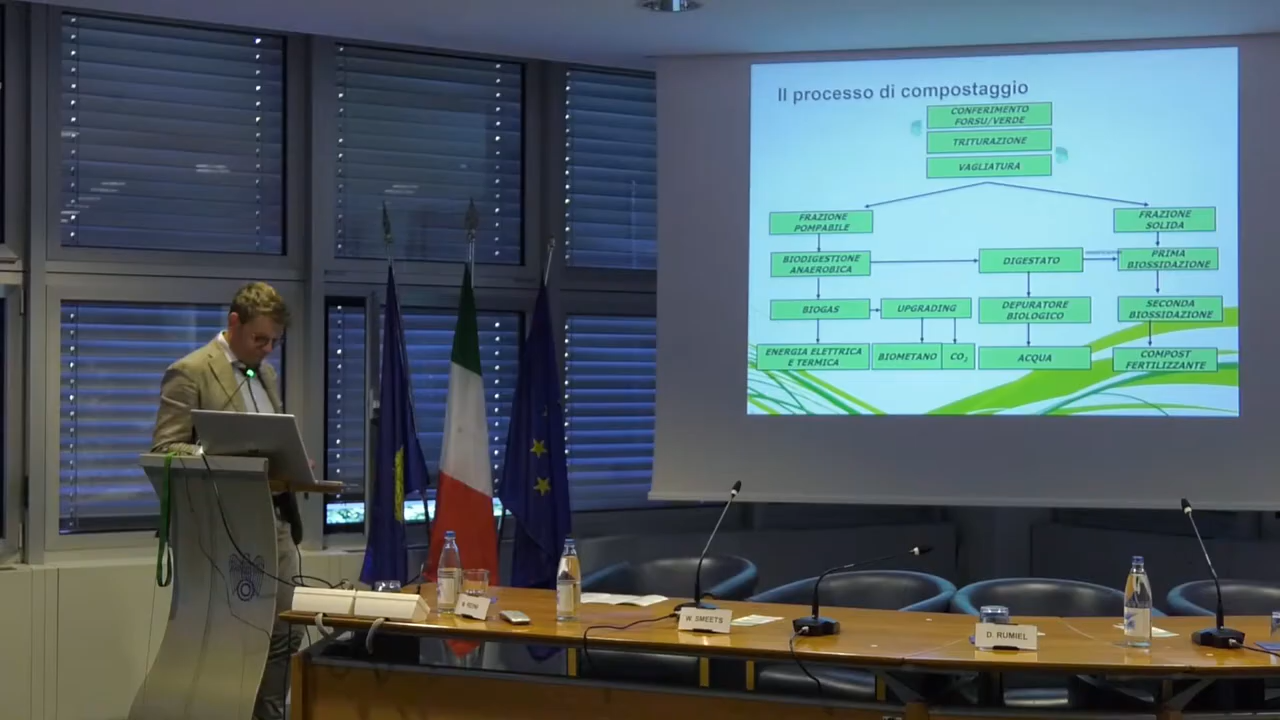 Il processo di compostaggio
CONFERIMENTO
FORSU/VERDE
TRITURAZIONE
VAGLIATURA
FRAZIONE
POMPABILE
FRAZIONE
SOLIDA
BIODIGESTIONE
ANAEROBICA
DIGESTATO
PRIMA
BIOSSIDAZIONE
BIOGAS
UPGRADING
DEPURATORE
BIOLOGICO
SECONDA
BIOSSIDAZIONE
ENERGIA ELETTRICA
E TERMICA
BIOMETANO
CO₂
ACQUA
COMPOST
FERTILIZZANTE
W. SMEETS
D. RUMIEL